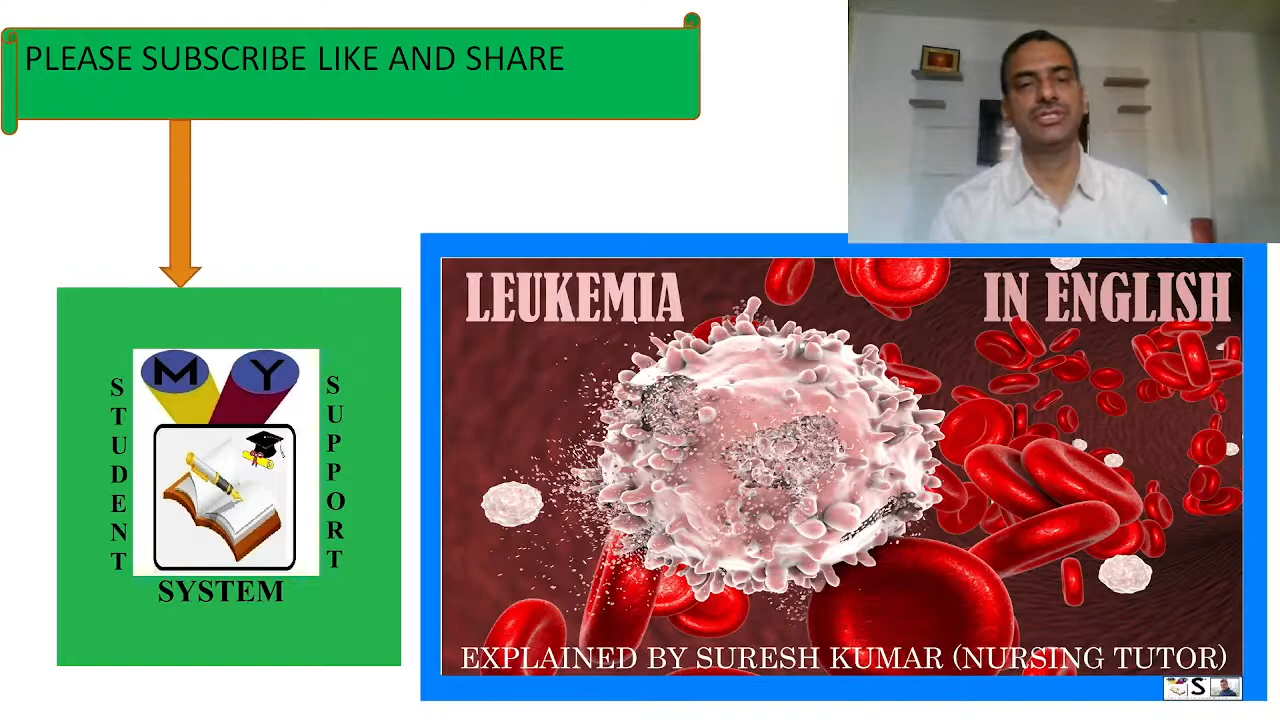 PLEASE SUBSCRIBE LIKE AND SHARE
LEUKEMIA IN ENGLISH
M Y
STUDENT
SUPPORT
SYSTEM
EXPLAINED BY SURESH KUMAR (NURSING TUTOR)
S